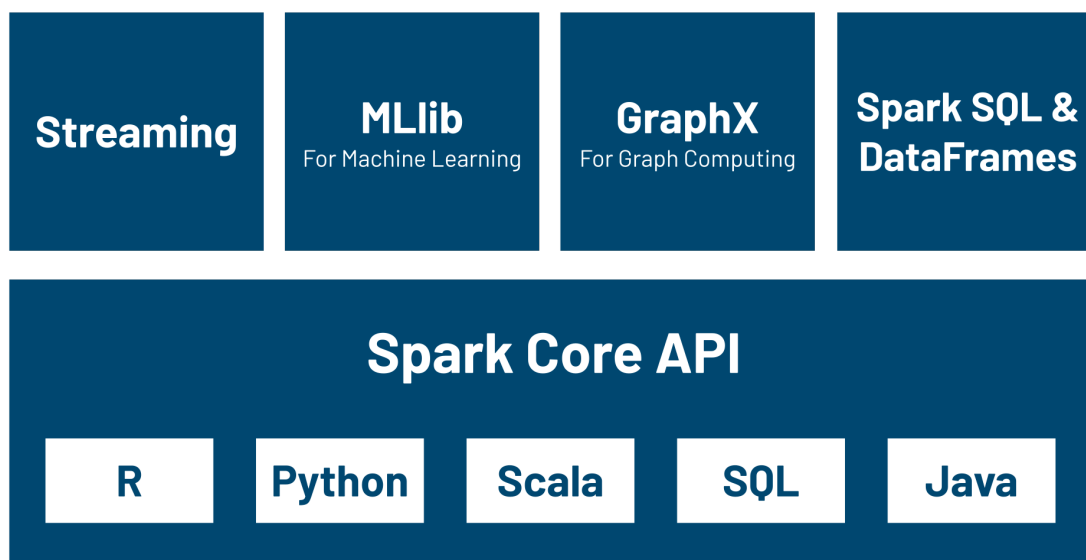 Streaming
MLlib
For Machine Learning
GraphX
For Graph Computing
Spark SQL &
DataFrames
Spark Core API
R
Python
Scala
SQL
Java